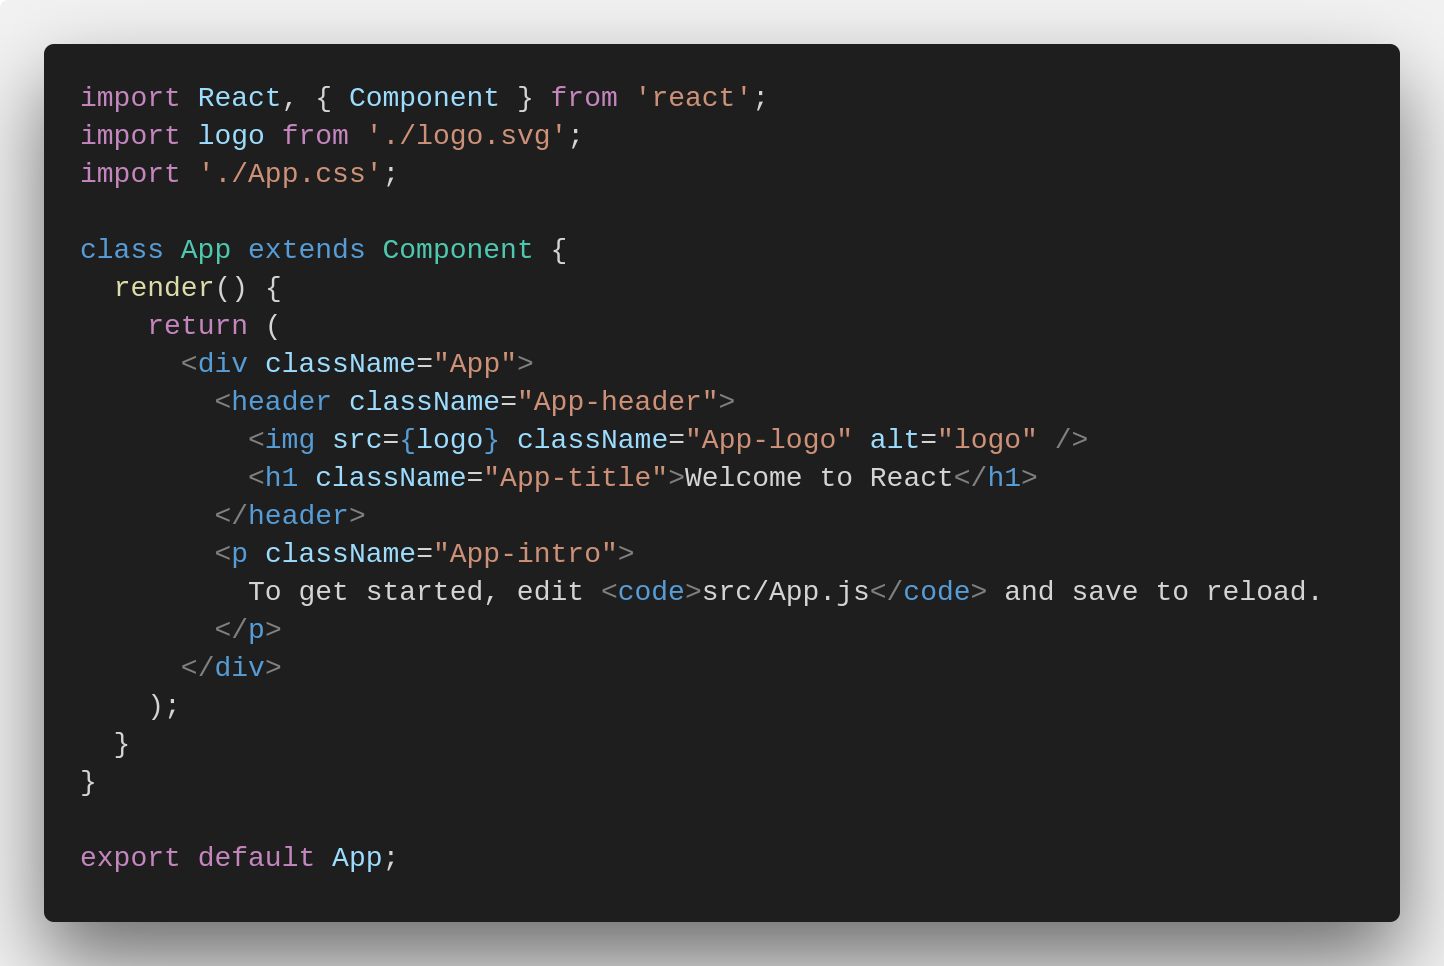 import React, { Component } from 'react';
import logo from './logo.svg';
import './App.css';

class App extends Component {
  render() {
    return (
      <div className="App">
        <header className="App-header">
          <img src={logo} className="App-logo" alt="logo" />
          <h1 className="App-title">Welcome to React</h1>
        </header>
        <p className="App-intro">
          To get started, edit <code>src/App.js</code> and save to reload.
        </p>
      </div>
    );
  }
}

export default App;